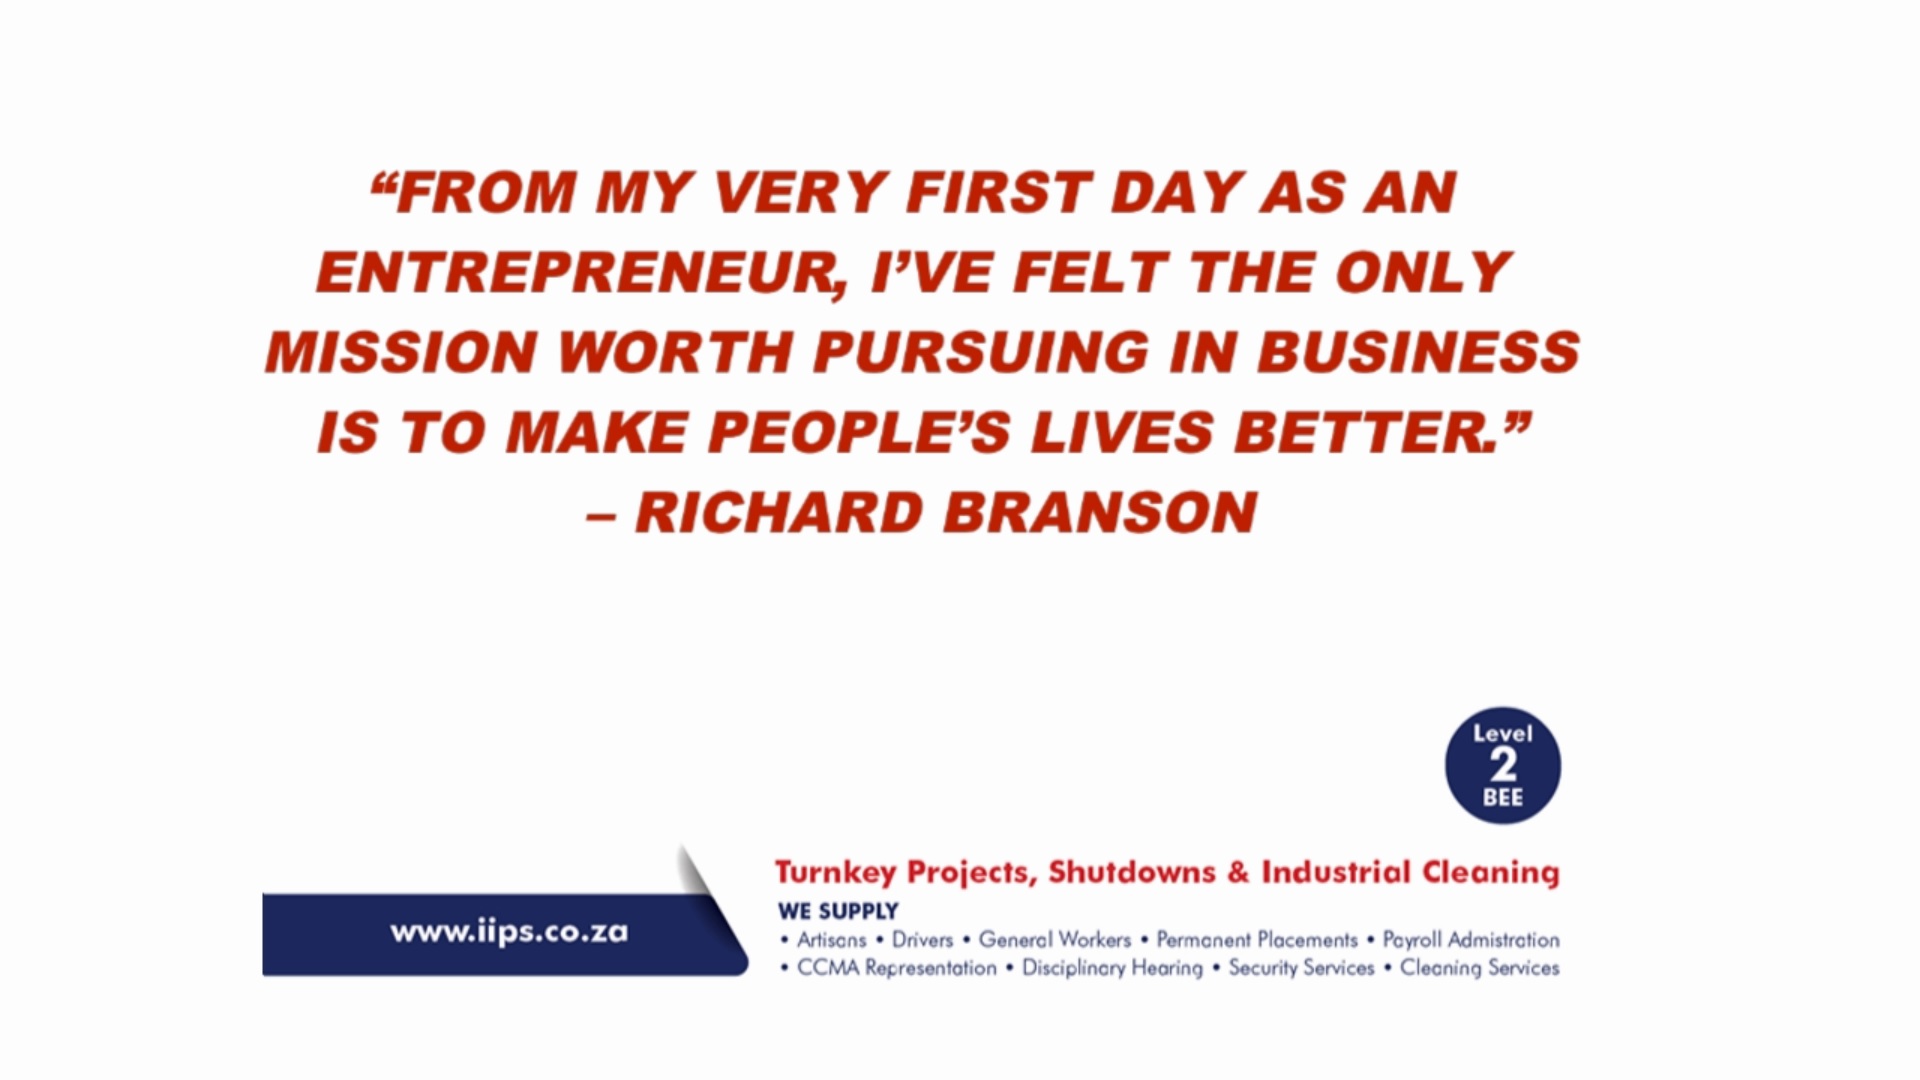 “FROM MY VERY FIRST DAY AS AN
ENTREPRENEUR, I’VE FELT THE ONLY
MISSION WORTH PURSUING IN BUSINESS
IS TO MAKE PEOPLE’S LIVES BETTER.”
– RICHARD BRANSON
Level
2
BEE
www.iips.co.za
Turnkey Projects, Shutdowns & Industrial Cleaning
WE SUPPLY
• Artisans • Drivers • General Workers • Permanent Placements • Payroll Admistration
• CCMA Representation • Disciplinary Hearing • Security Services • Cleaning Services